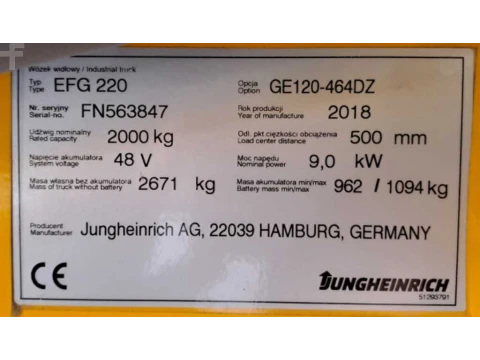 Wózek widłowy / Industrial truck
Typ
Type EFG 220
Opcja
Option GE120-464DZ
Nr. seryjny
Serial-no. FN563847
Rok produkcji
Year of manufacture 2018
Udźwig nominalny
Rated capacity 2000 kg
Odł. pkt ciężkości obciążenia
Load center distance 500 mm
Napięcie akumulatora
System voltage 48 V
Moc napędu
Nominal power 9,0 kW
Masa własna bez akumulatora
Mass of truck without battery 2671 kg
Masa akumulatora min/max
Battery mass min/max 962 / 1094 kg
Producent
Manufacturer Jungheinrich AG, 22039 HAMBURG, GERMANY
CE
JUNGHEINRICH
51293791